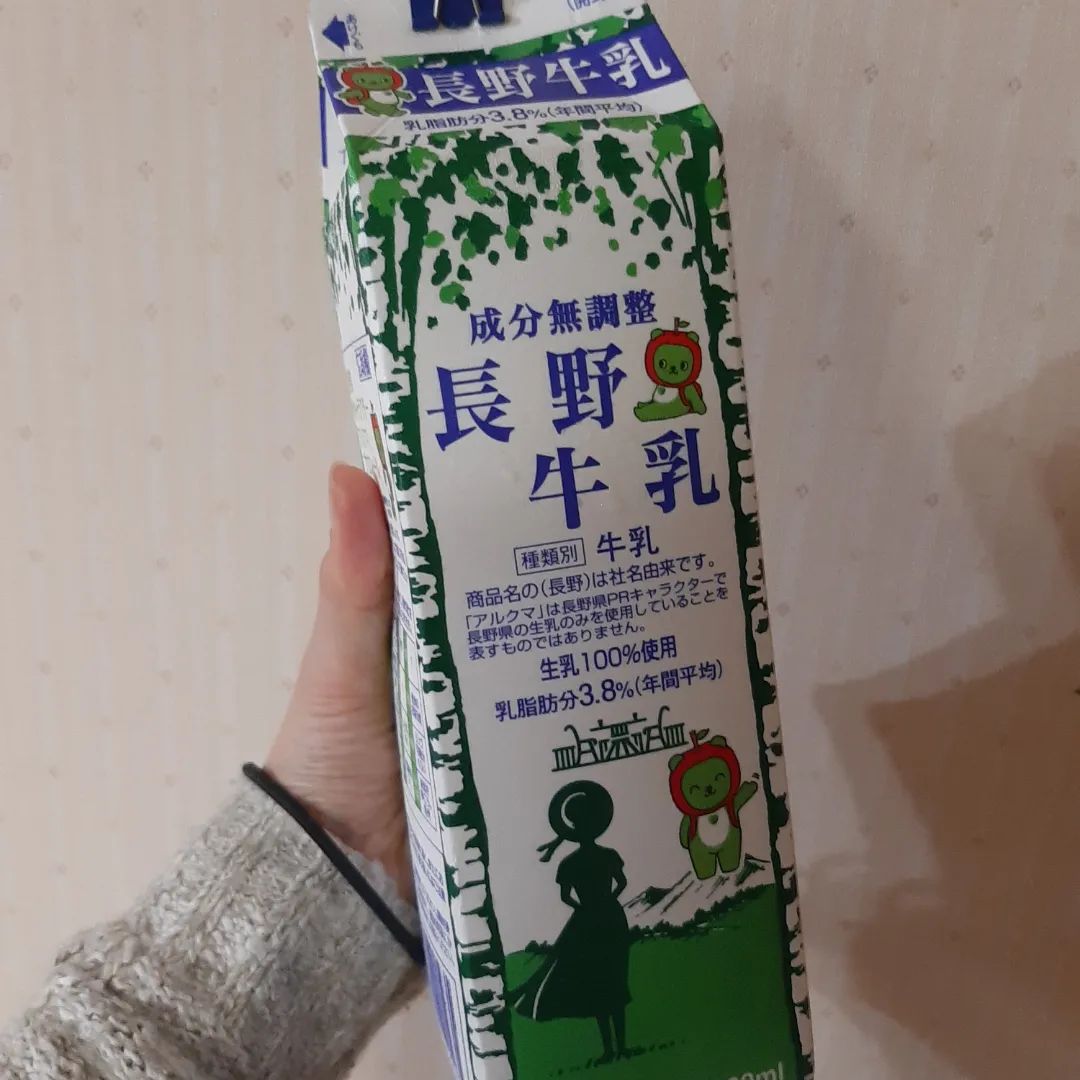 あけぐち
長野牛乳
乳脂肪分3.8%(年間平均)
成分無調整
長野
牛乳
種類別 牛乳
商品名の(長野)は社名由来です。
「アルクマ」は長野県PRキャラクターで
長野県の生乳のみを使用していることを
表すものではありません。
生乳100%使用
乳脂肪分3.8%(年間平均)